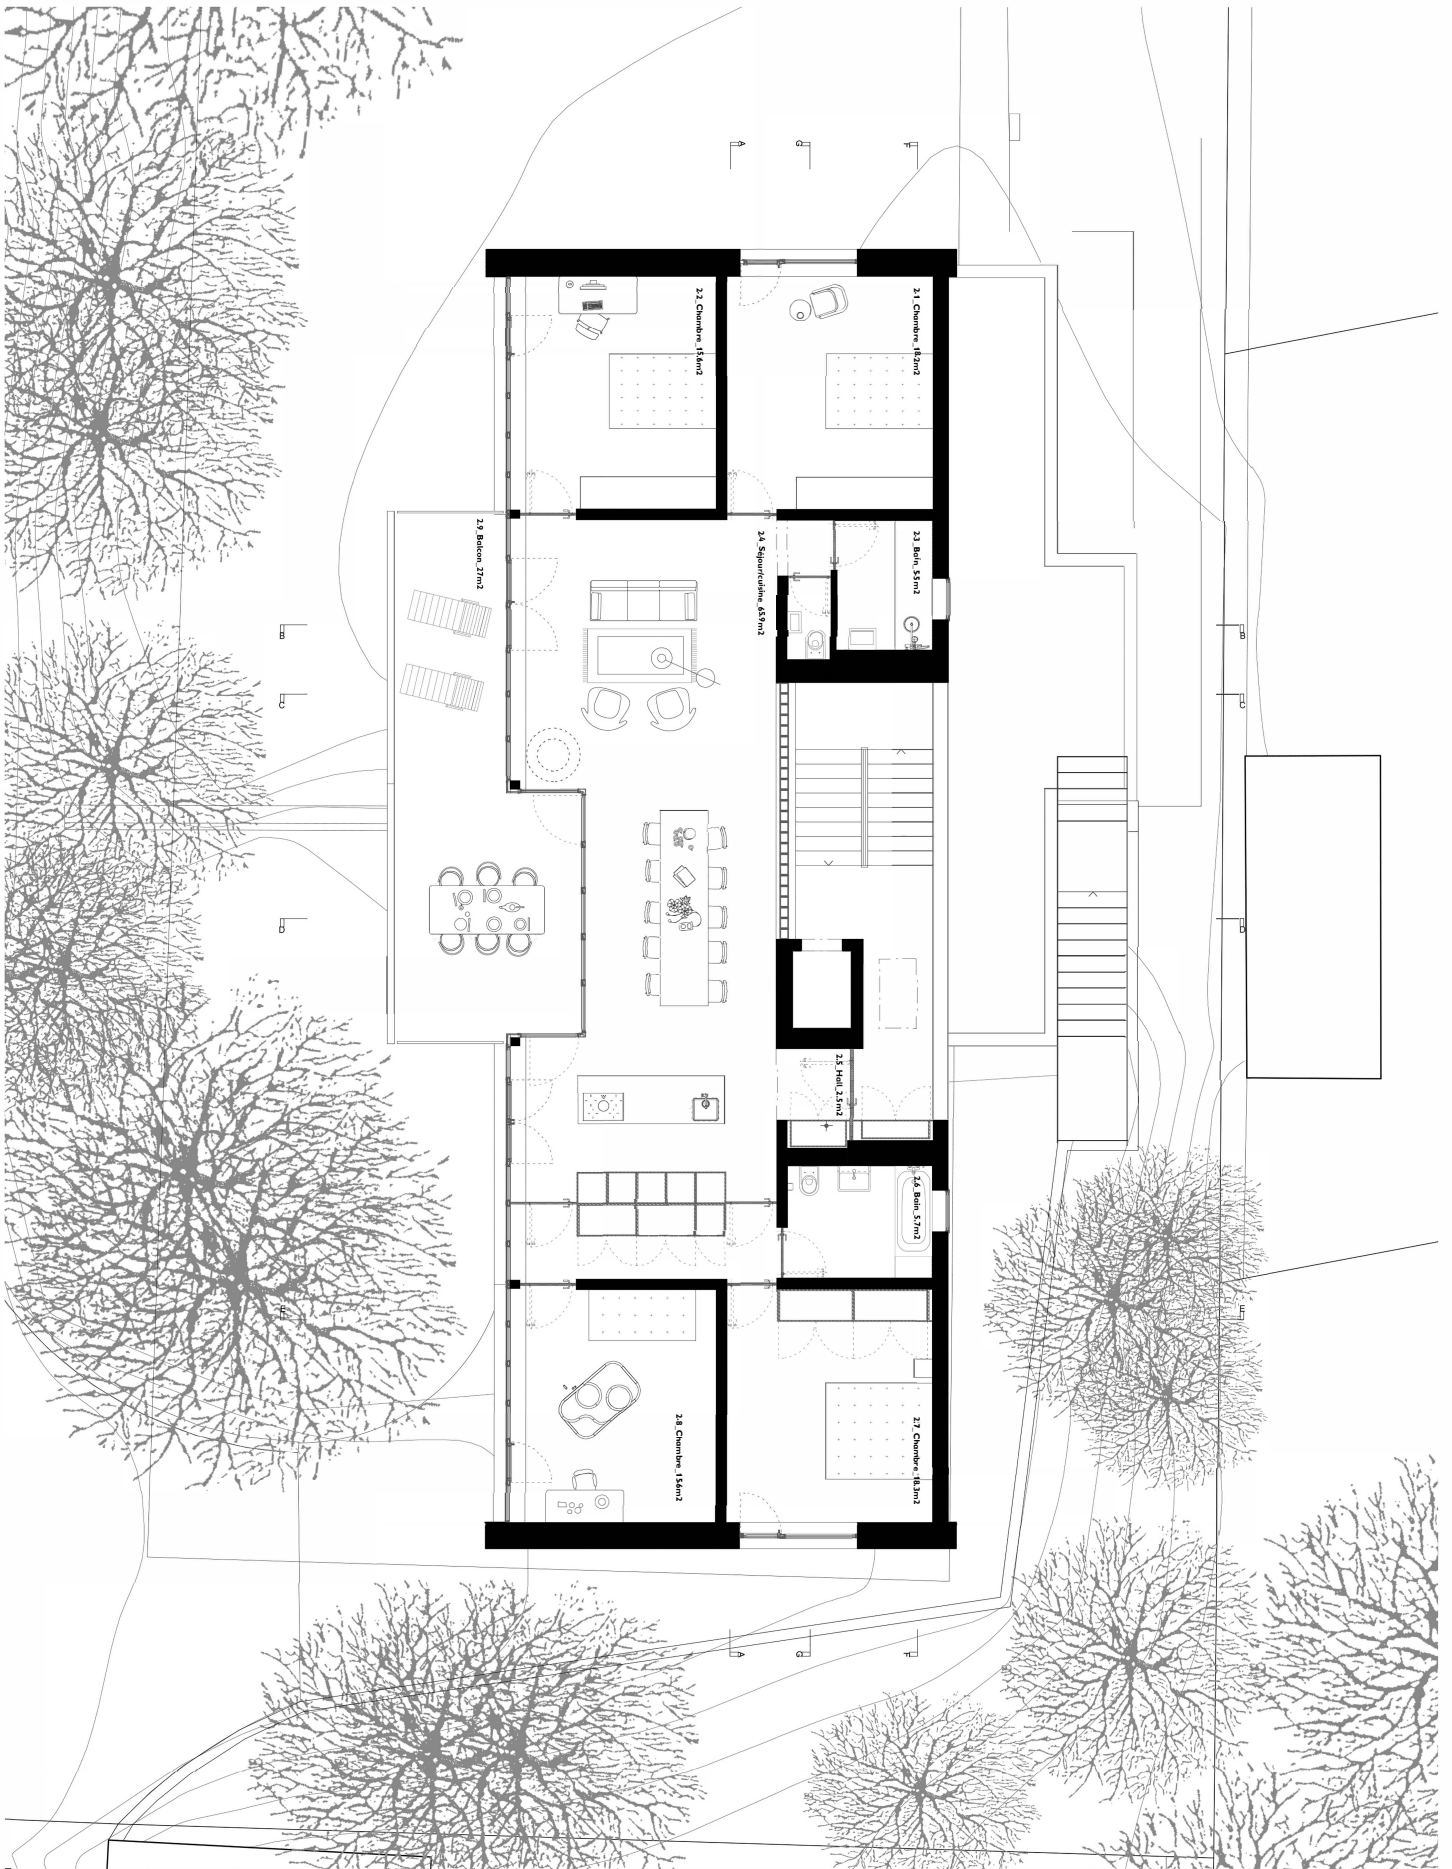 A
G
F
2.2_Chambre_15.6m2
2.1_Chambre_18.2m2
2.9_Balcon_27m2
2.4_Séjour/cuisine_65.9m2
2.3_Bain_5.5m2
B
B
C
C
D
D
2.5_Hall_2.5m2
2.6_Bain_5.7m2
E
E
2.8_Chambre_15.6m2
2.7_Chambre_18.3m2
A
G
F